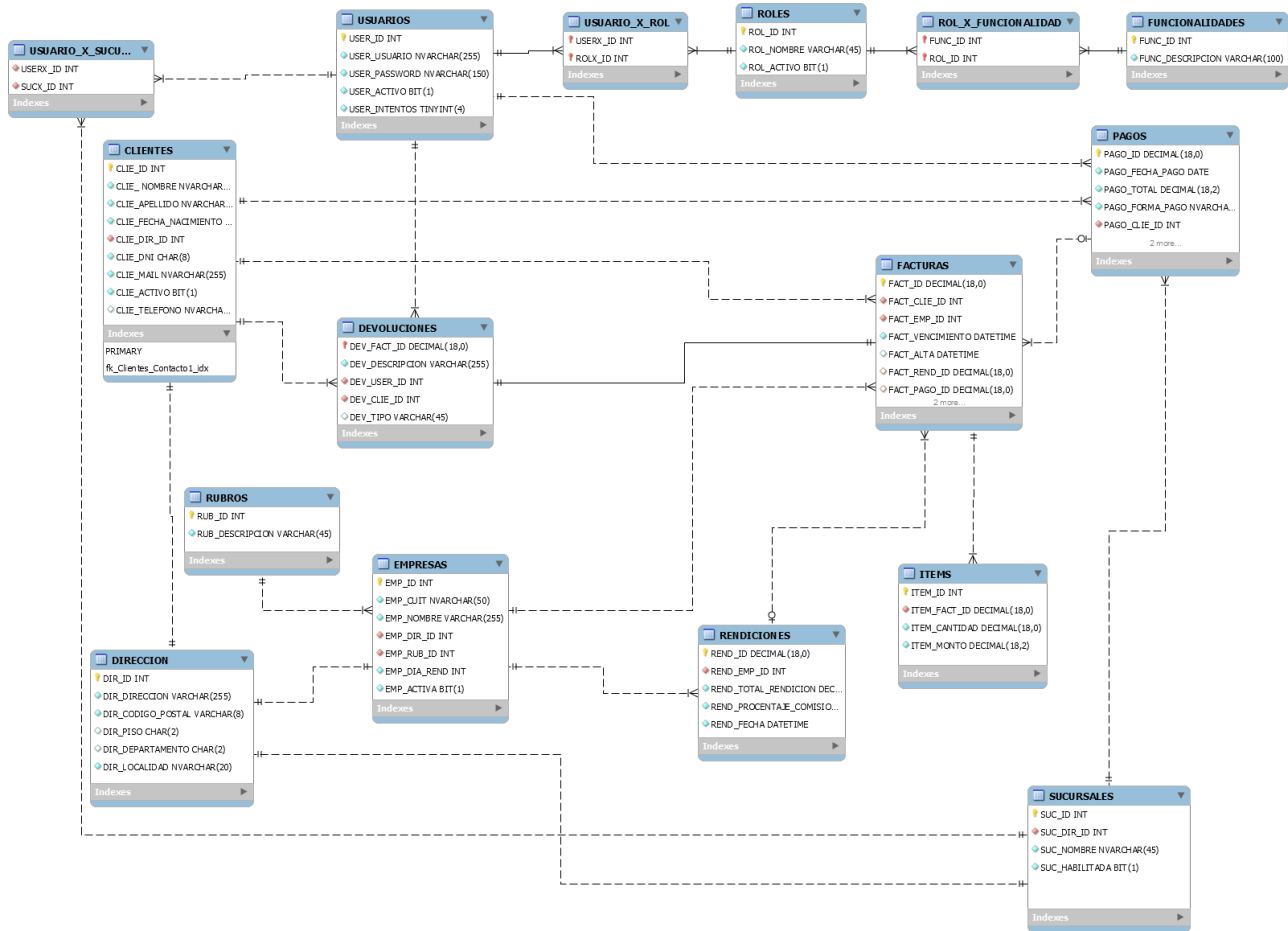 USUARIO_X_SUCU...
USERX_ID INT
SUCX_ID INT
Indexes
USUARIOS
USER_ID INT
USER_USUARIO NVARCHAR(255)
USER_PASSWORD NVARCHAR(150)
USER_ACTIVO BIT(1)
USER_INTENTOS TINYINT(4)
Indexes
USUARIO_X_ROL
USERX_ID INT
ROLX_ID INT
Indexes
ROLES
ROL_ID INT
ROL_NOMBRE VARCHAR(45)
ROL_ACTIVO BIT(1)
Indexes
ROL_X_FUNCIONALIDAD
FUNC_ID INT
ROL_ID INT
Indexes
FUNCIONALIDADES
FUNC_ID INT
FUNC_DESCRIPCION VARCHAR(100)
Indexes
CLIENTES
CLIE_ID INT
CLIE_ NOMBRE NVARCHAR...
CLIE_APELLIDO NVARCHAR...
CLIE_FECHA_NACIMIENTO ...
CLIE_DIR_ID INT
CLIE_DNI CHAR(8)
CLIE_MAIL NVARCHAR(255)
CLIE_ACTIVO BIT(1)
CLIE_TELEFONO NVARCHA...
Indexes
PRIMARY
fk_Clientes_Contacto1_idx
PAGOS
PAGO_ID DECIMAL(18,0)
PAGO_FECHA_PAGO DATE
PAGO_TOTAL DECIMAL(18,2)
PAGO_FORMA_PAGO NVARCHA...
PAGO_CLIE_ID INT
2 more...
Indexes
FACTURAS
FACT_ID DECIMAL(18,0)
FACT_CLIE_ID INT
FACT_EMP_ID INT
FACT_VENCIMIENTO DATETIME
FACT_ALTA DATETIME
FACT_REND_ID DECIMAL(18,0)
FACT_PAGO_ID DECIMAL(18,0)
2 more...
Indexes
DEVOLUCIONES
DEV_FACT_ID DECIMAL(18,0)
DEV_DESCRIPCION VARCHAR(255)
DEV_USER_ID INT
DEV_CLIE_ID INT
DEV_TIPO VARCHAR(45)
Indexes
RUBROS
RUB_ID INT
RUB_DESCRIPCION VARCHAR(45)
Indexes
EMPRESAS
EMP_ID INT
EMP_CUIT NVARCHAR(50)
EMP_NOMBRE VARCHAR(255)
EMP_DIR_ID INT
EMP_RUB_ID INT
EMP_DIA_REND INT
EMP_ACTIVA BIT(1)
Indexes
ITEMS
ITEM_ID INT
ITEM_FACT_ID DECIMAL(18,0)
ITEM_CANTIDAD DECIMAL(18,0)
ITEM_MONTO DECIMAL(18,2)
Indexes
RENDICIONES
REND_ID DECIMAL(18,0)
REND_EMP_ID INT
REND_TOTAL_RENDICION DEC...
REND_PROCENTAJE_COMISIO...
REND_FECHA DATETIME
Indexes
DIRECCION
DIR_ID INT
DIR_DIRECCION VARCHAR(255)
DIR_CODIGO_POSTAL VARCHAR(8)
DIR_PISO CHAR(2)
DIR_DEPARTAMENTO CHAR(2)
DIR_LOCALIDAD NVARCHAR(20)
Indexes
SUCURSALES
SUC_ID INT
SUC_DIR_ID INT
SUC_NOMBRE NVARCHAR(45)
SUC_HABILITADA BIT(1)
Indexes